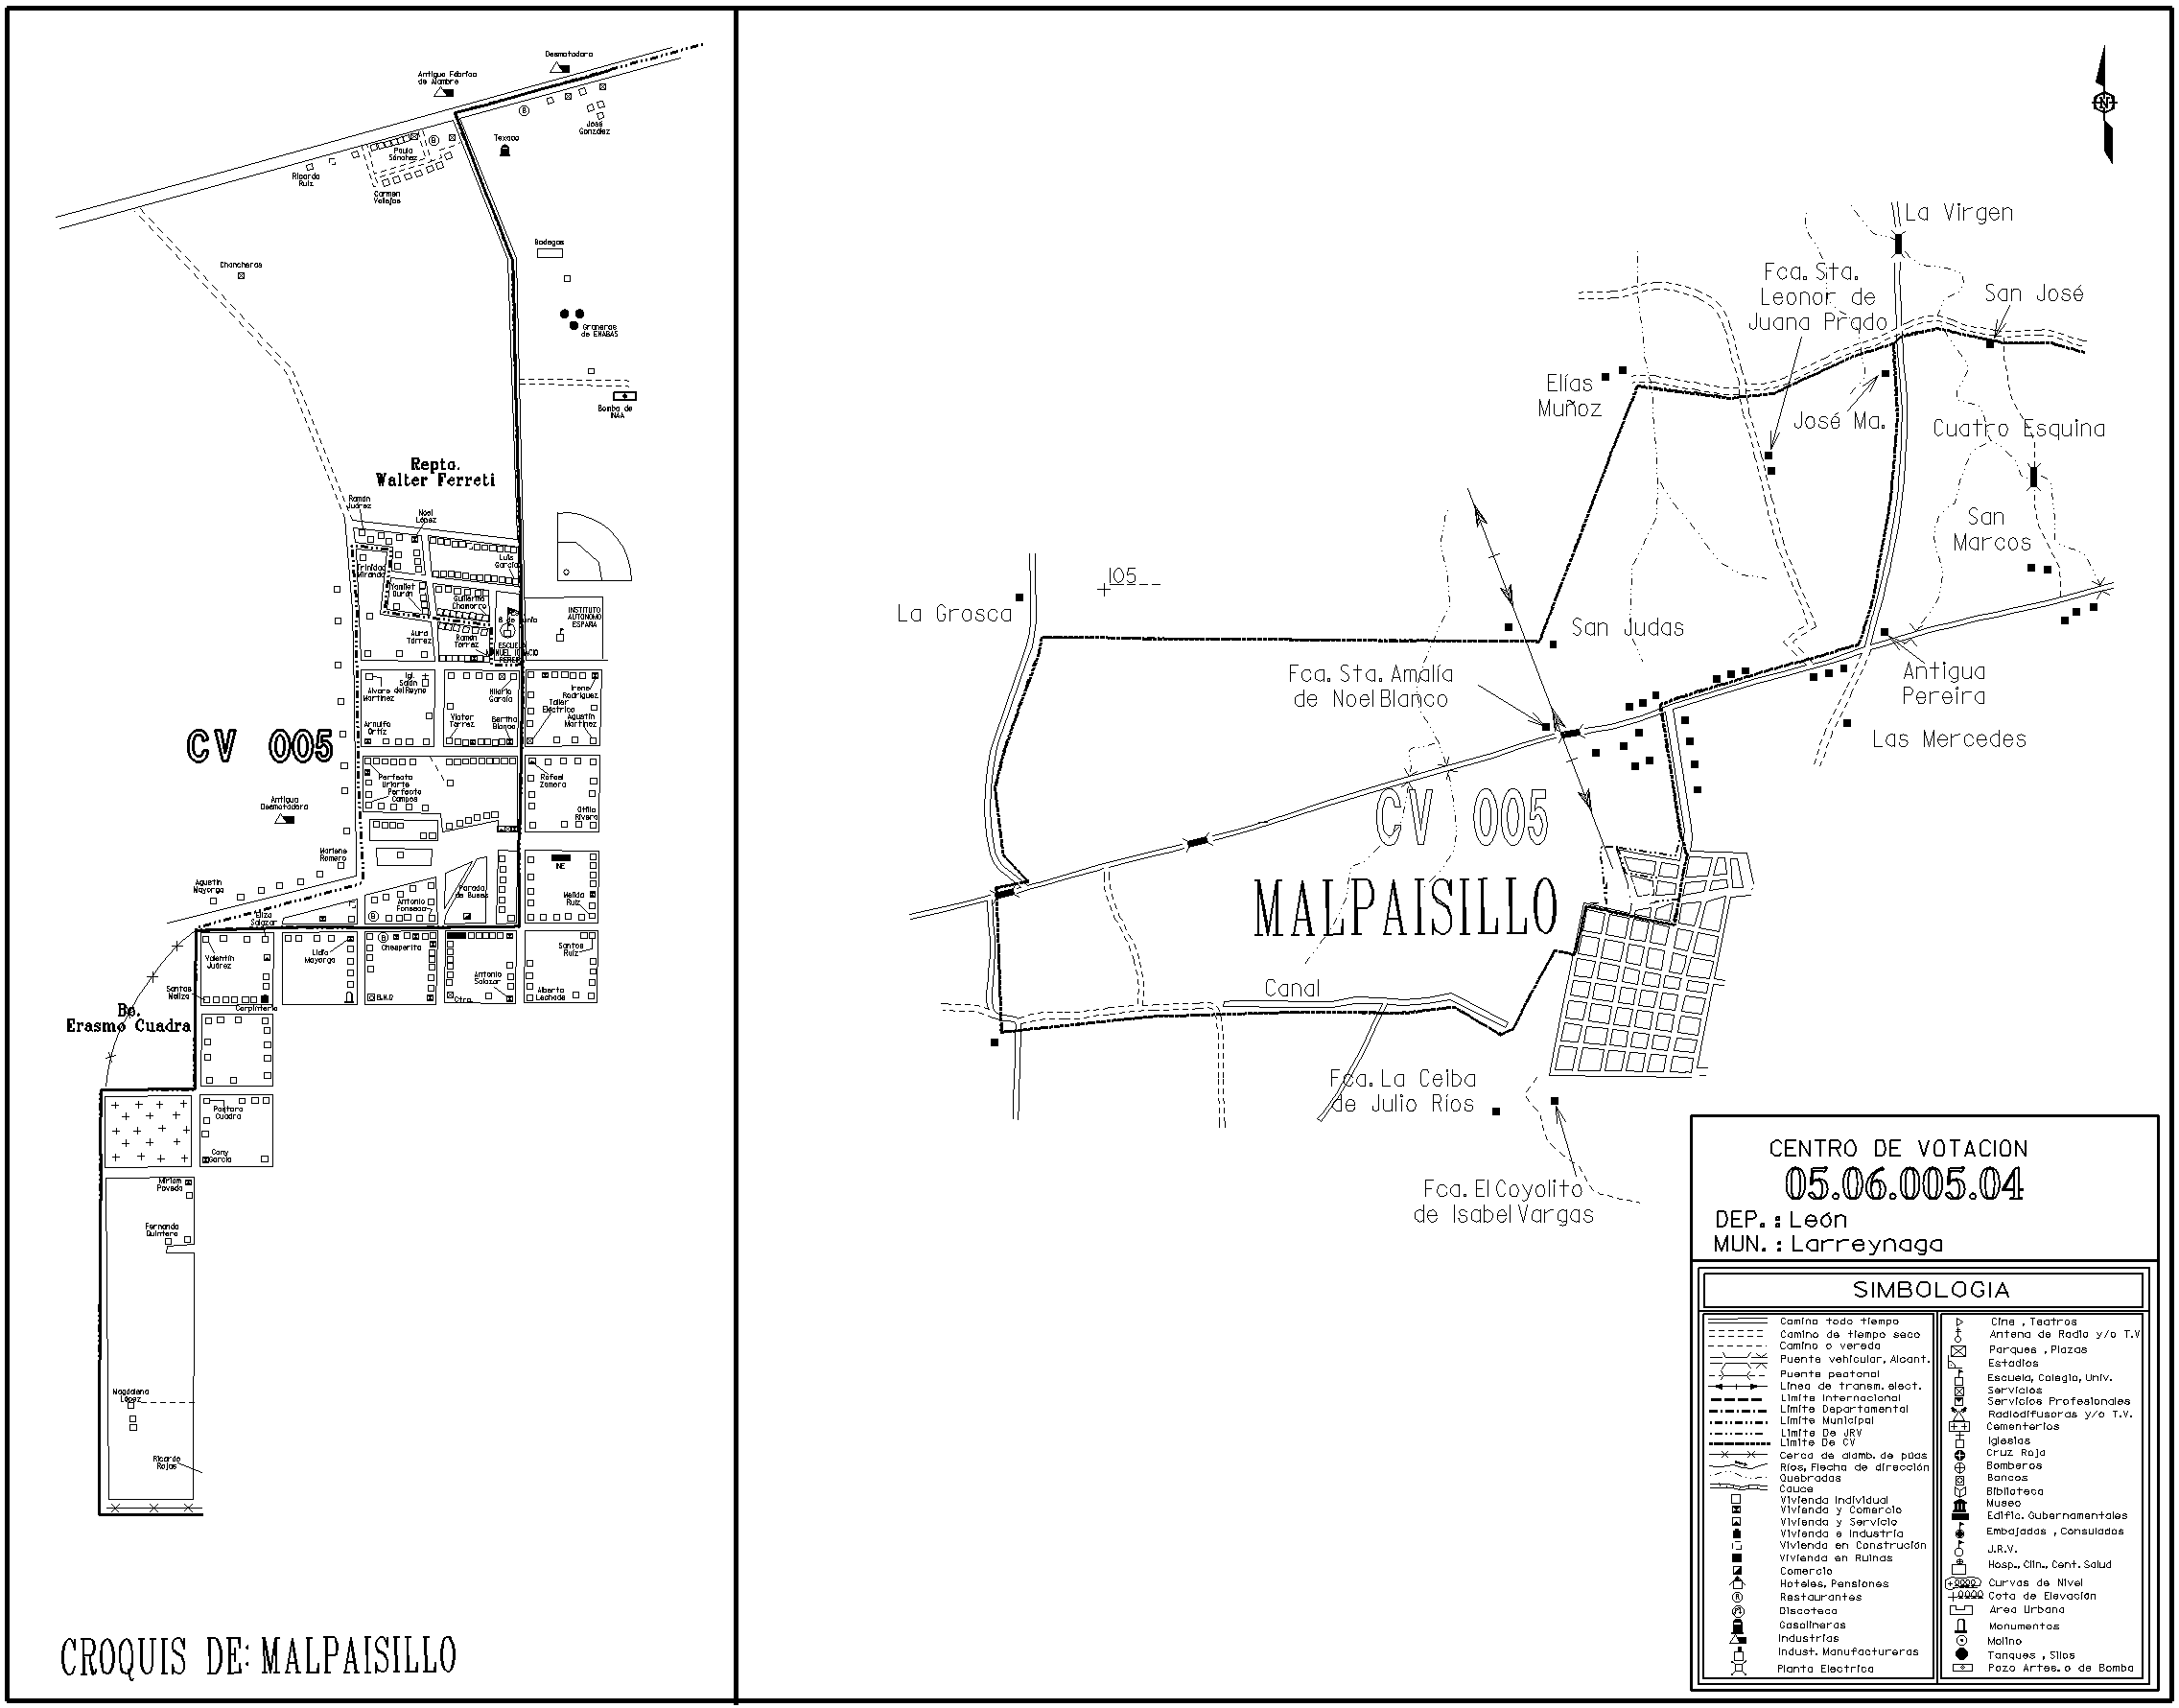 Desmotadora
Antigua Fábrica
de Alambre
Texaco
José
González
Paula
Sánchez
Ricardo
Ruiz
Carmen
Vallejos
Bodegas
Chancheras
Graneros
de ENABAS
Bomba de
INAA
Repto.
Walter Ferreti
Ramón
Juárez
Noel
López
Luis
García
Trinidad
Miranda
Yamilet
Durán
Guillermo
Chamorro
INSTITUTO
AUTONOMO
ESPAÑA
Aura
Tórrez
Ramón
Torrez
ESCUELA
MANUEL IGNACIO
PEREIRA
Igl.
Salón
del Reyno
Alvaro
Martínez
Hilario
García
Irene
Rodríguez
Taller
Eléctrico
Arnulfo
Ortíz
Víctor
Tórrez
Bertha
Blanco
Agustín
Martínez
CV 005
Perfecto
Uriarte
Perfecto
Campos
Rafael
Zamora
Otilio
Rivera
Antigua
Desmotadora
Marlene
Romero
INE
Agustín
Mayorga
Parada
de Buses
Melida
Ruiz
Antonio
Fonseca
Eliza
Salazar
Valentín
Juárez
Lidia
Mayorga
Cheaperita
Santos
Ruiz
Antonio
Salazar
Santos
Maliza
Carpintería
B.N.D
Ctro.
Alberto
Lechado
Bo.
Erasmo Cuadra
Pastora
Cuadra
Cony
García
Miriam
Poveda
Fernando
Quintero
Magdalena
López
Ricardo
Rojas
CROQUIS DE: MALPAISILLO
N
La Virgen
Fca. Sta.
Leonor de
Juana Prado
San José
Elías
Muñoz
José Ma.
Cuatro Esquina
San
Marcos
105
La Grosca
San Judas
Fca. Sta. Amalía
de Noel Blanco
Antigua
Pereira
Las Mercedes
CV 005
MALPAISILLO
Canal
Fca. La Ceiba
de Julio Ríos
Fca. El Coyolito
de Isabel Vargas
CENTRO DE VOTACION
05.06.005.04
DEP. : León
MUN. : Larreynaga
SIMBOLOGIA
Camino todo tiempo
Camino de tiempo seco
Camino o vereda
Puente vehicular, Alcant.
Puente peatonal
Línea de transm. elect.
Límite Internacional
Límite Departamental
Límite Municipal
Límite De JRV
Límite De CV
Cerca de alamb. de púas
Ríos, Flecha de dirección
Quebradas
Cauce
Vivienda Individual
Vivienda y Comercio
Vivienda y Servicio
Vivienda e Industria
Vivienda en Construción
Vivienda en Ruinas
Comercio
Hoteles, Pensiones
Restaurantes
Discoteca
Gasolineras
Industrias
Indust. Manufactureras
Planta Electrica
Cine , Teatros
Antena de Radio y/o T.V
Parques , Plazas
Estadios
Escuela, Colegio, Univ.
Servicios
Servicios Profesionales
Radiodifusoras y/o T.V.
Cementerios
Iglesias
Cruz Roja
Bomberos
Bancos
Biblioteca
Museo
Edific. Gubernamentales
Embajadas , Consulados
J.R.V.
Hosp., Clin., Cent. Salud
Curvas de Nivel
Cota de Elevación
Area Urbana
Monumentos
Molino
Tanques , Silos
Pozo Artes. o de Bomba